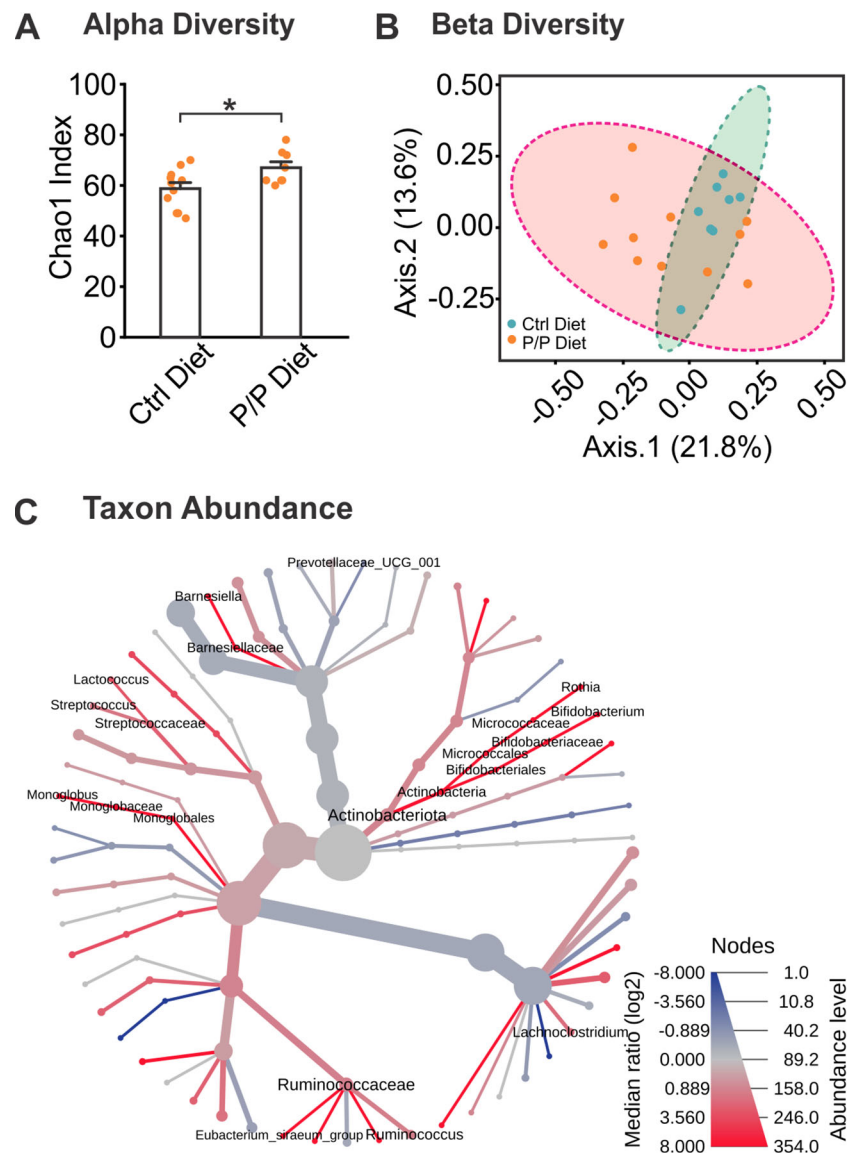 A Alpha Diversity
B Beta Diversity
Chao1 Index
100
80
60
40
20
0
*
Ctrl Diet
P/P Diet
Axis.2 (13.6%)
0.50
0.25
0.00
-0.25
Ctrl Diet
P/P Diet
-0.50
-0.25
0.00
0.25
0.50
Axis.1 (21.8%)
C Taxon Abundance
Prevotellaceae_UCG_001
Barnesiella
Barnesiellaceae
Lactococcus
Streptococcus
Streptococcaceae
Rothia
Bifidobacterium
Micrococcaceae
Bifidobacteriaceae
Micrococcales
Bifidobacteriales
Actinobacteria
Actinobacteriota
Monoglobus
Monoglobaceae
Monoglobales
Lachnoclostridium
Ruminococcaceae
Eubacterium_siraeum_group
Ruminococcus
Nodes
Median ratio (log2)
Abundance level
-8.000 1.0
-3.560 10.8
-0.889 40.2
0.000 89.2
0.889 158.0
3.560 246.0
8.000 354.0